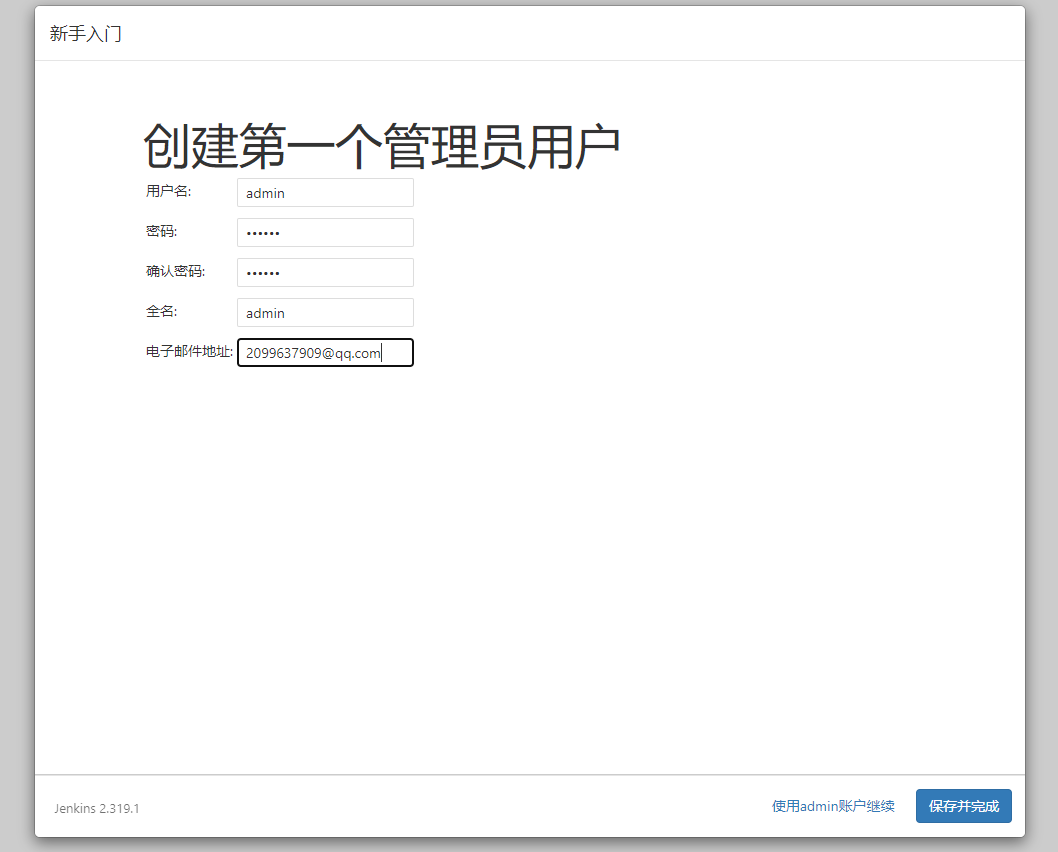 新手入门
创建第一个管理员用户
用户名: admin
密码: ••••••
确认密码: ••••••
全名: admin
电子邮件地址: 2099637909@qq.com
Jenkins 2.319.1 使用admin账户继续 保存并完成